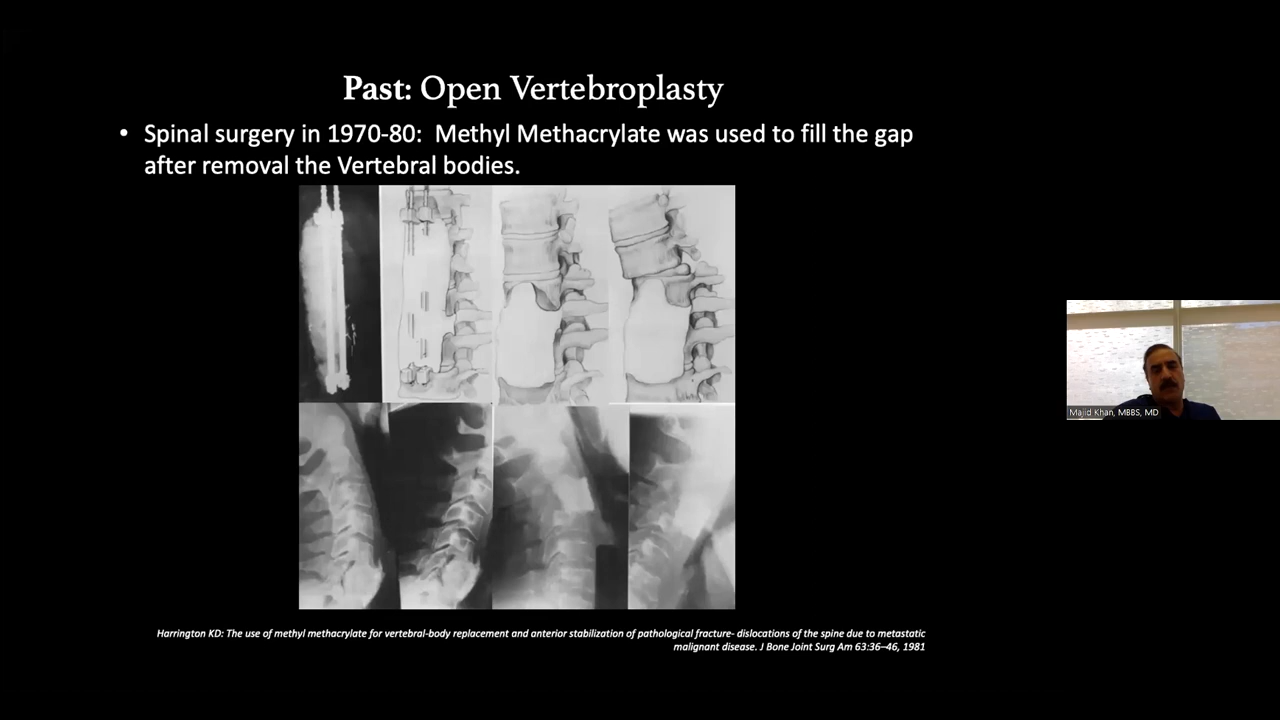 Past: Open Vertebroplasty
• Spinal surgery in 1970-80: Methyl Methacrylate was used to fill the gap
after removal the Vertebral bodies.
Harrington KD: The use of methyl methacrylate for vertebral-body replacement and anterior stabilization of pathological fracture- dislocations of the spine due to metastatic
malignant disease. J Bone Joint Surg Am 63:36–46, 1981
Majid Khan, MBBS, MD